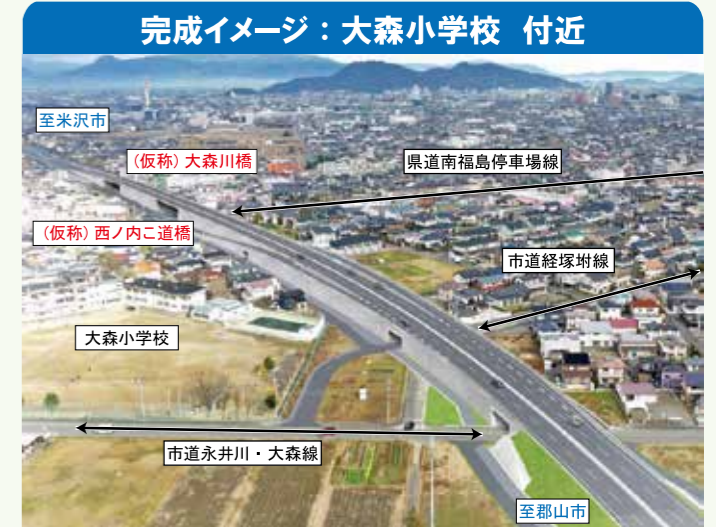 完成イメージ：大森小学校 付近
至米沢市
(仮称)大森川橋
県道南福島停車場線
(仮称)西ノ内こ道橋
市道経塚坿線
大森小学校
市道永井川・大森線
至郡山市